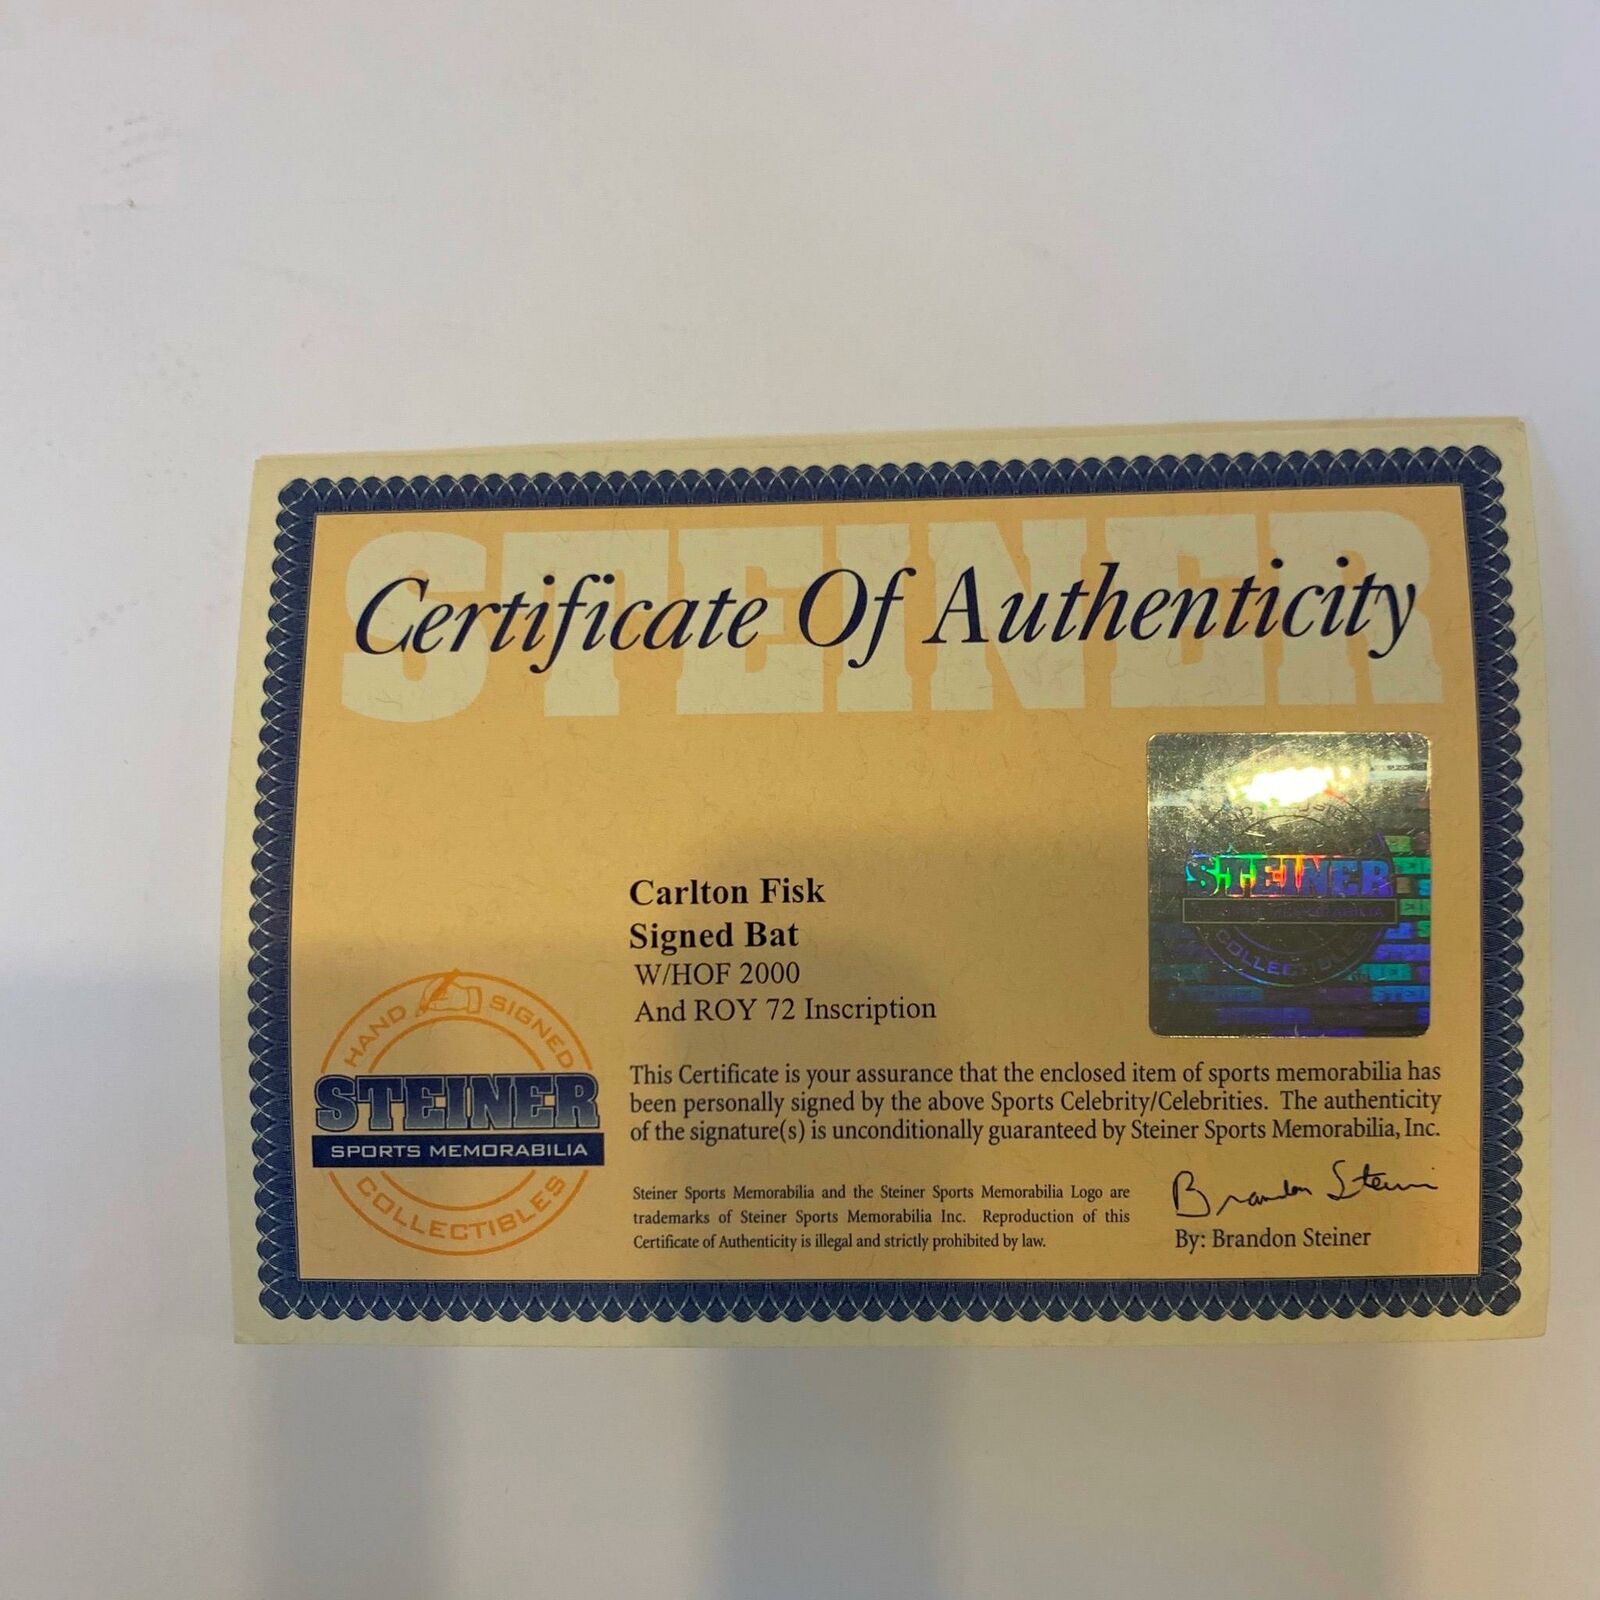 STEINER
Certificate Of Authenticity
STEINER
COLLECTIBLES
Carlton Fisk
Signed Bat
W/HOF 2000
And ROY 72 Inscription
HAND SIGNED
STEINER
SPORTS MEMORABILIA
COLLECTIBLES
This Certificate is your assurance that the enclosed item of sports memorabilia has
been personally signed by the above Sports Celebrity/Celebrities. The authenticity
of the signature(s) is unconditionally guaranteed by Steiner Sports Memorabilia, Inc.
Steiner Sports Memorabilia and the Steiner Sports Memorabilia Logo are
trademarks of Steiner Sports Memorabilia Inc. Reproduction of this
Certificate of Authenticity is illegal and strictly prohibited by law.
Brandon Steiner
By: Brandon Steiner